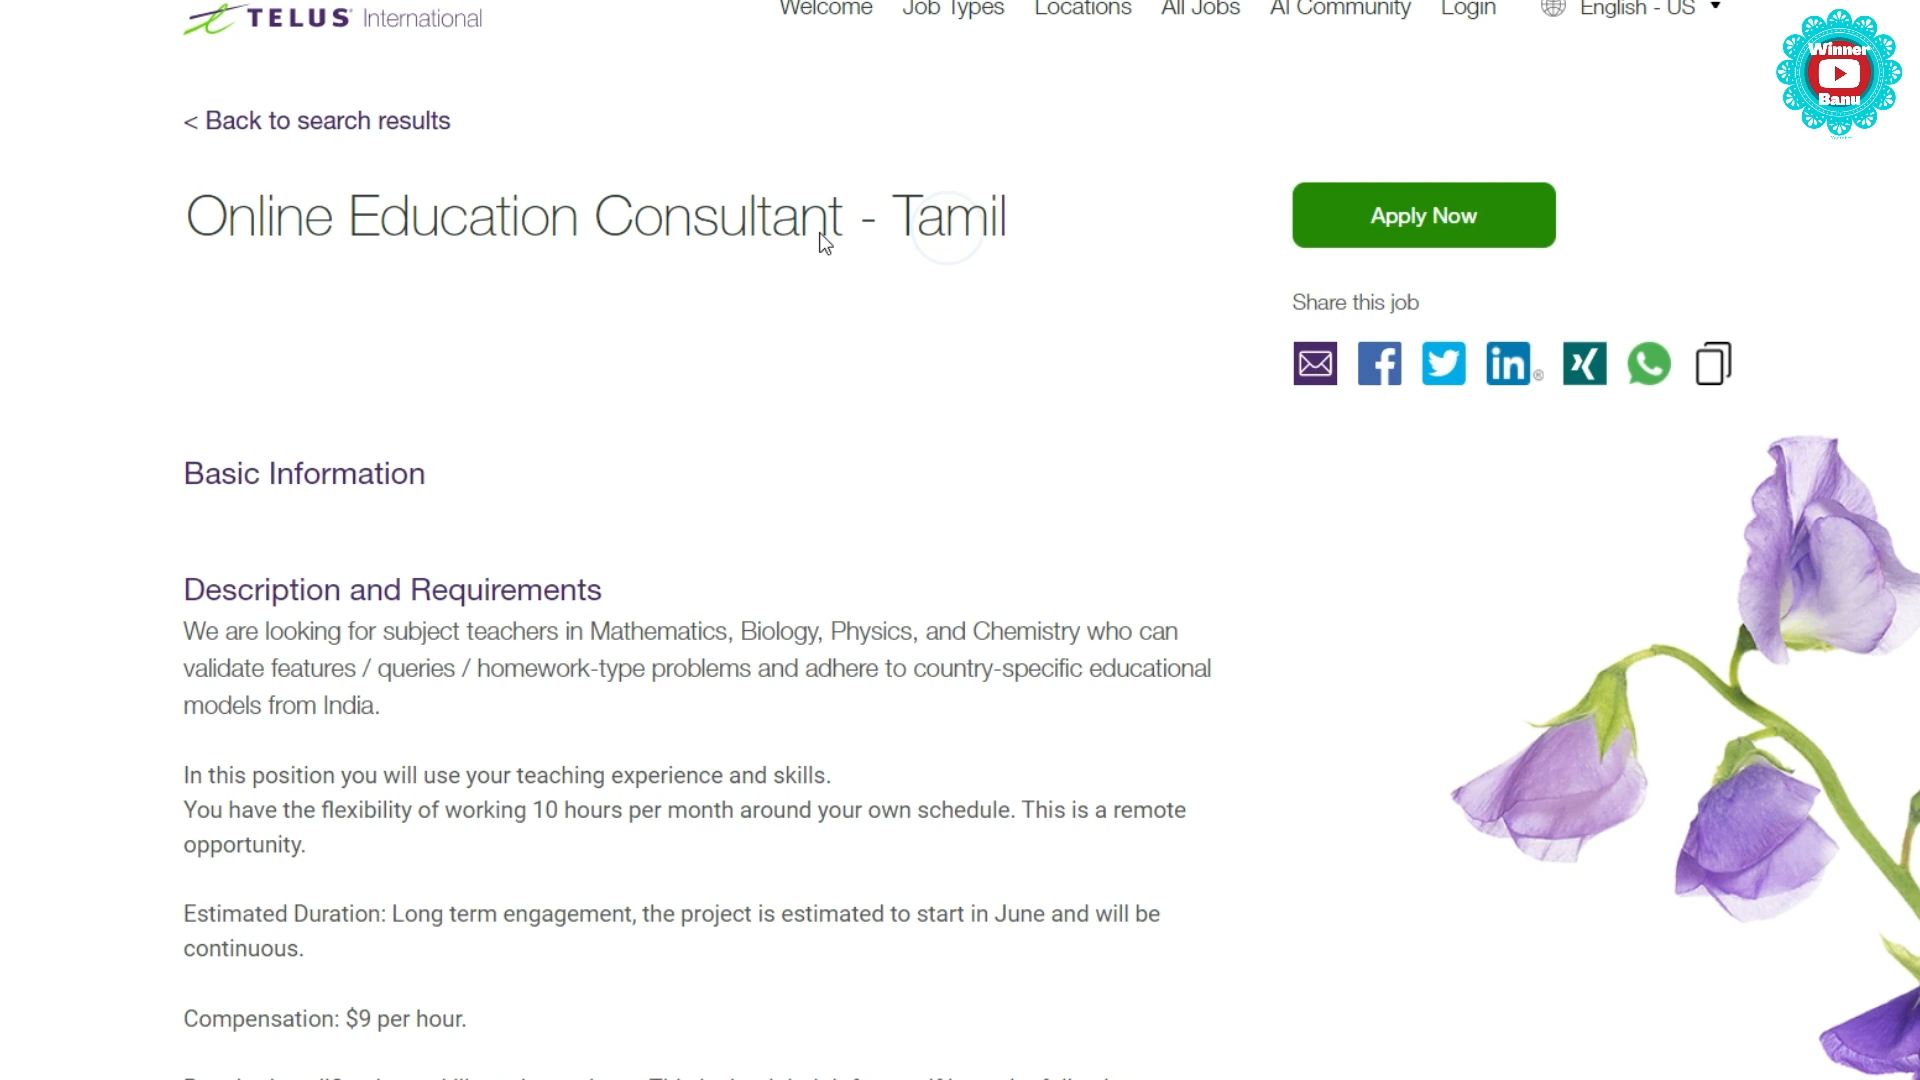 TELUS International
Welcome Job Types Locations All Jobs AI Community Login English - US
Winner
Banu
< Back to search results
Online Education Consultant - Tamil
Apply Now
Share this job
Basic Information
Description and Requirements
We are looking for subject teachers in Mathematics, Biology, Physics, and Chemistry who can
validate features / queries / homework-type problems and adhere to country-specific educational
models from India.
In this position you will use your teaching experience and skills.
You have the flexibility of working 10 hours per month around your own schedule. This is a remote
opportunity.
Estimated Duration: Long term engagement, the project is estimated to start in June and will be
continuous.
Compensation: $9 per hour.